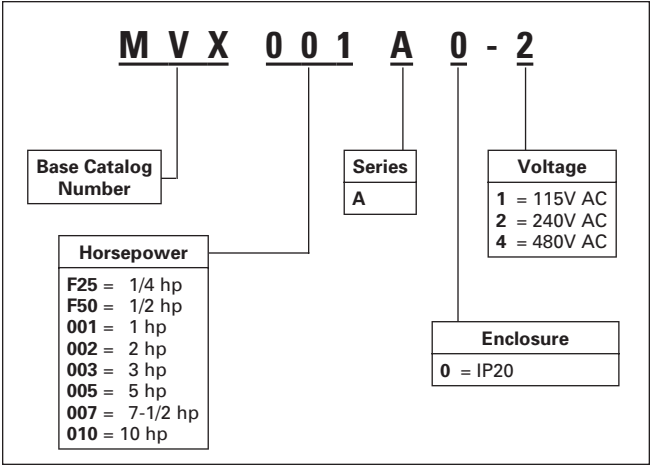 M V X 0 0 1 A 0 - 2
Base Catalog
Number
Series
A
Voltage
1 = 115V AC
2 = 240V AC
4 = 480V AC
Horsepower
F25 = 1/4 hp
F50 = 1/2 hp
001 = 1 hp
002 = 2 hp
003 = 3 hp
005 = 5 hp
007 = 7-1/2 hp
010 = 10 hp
Enclosure
0 = IP20